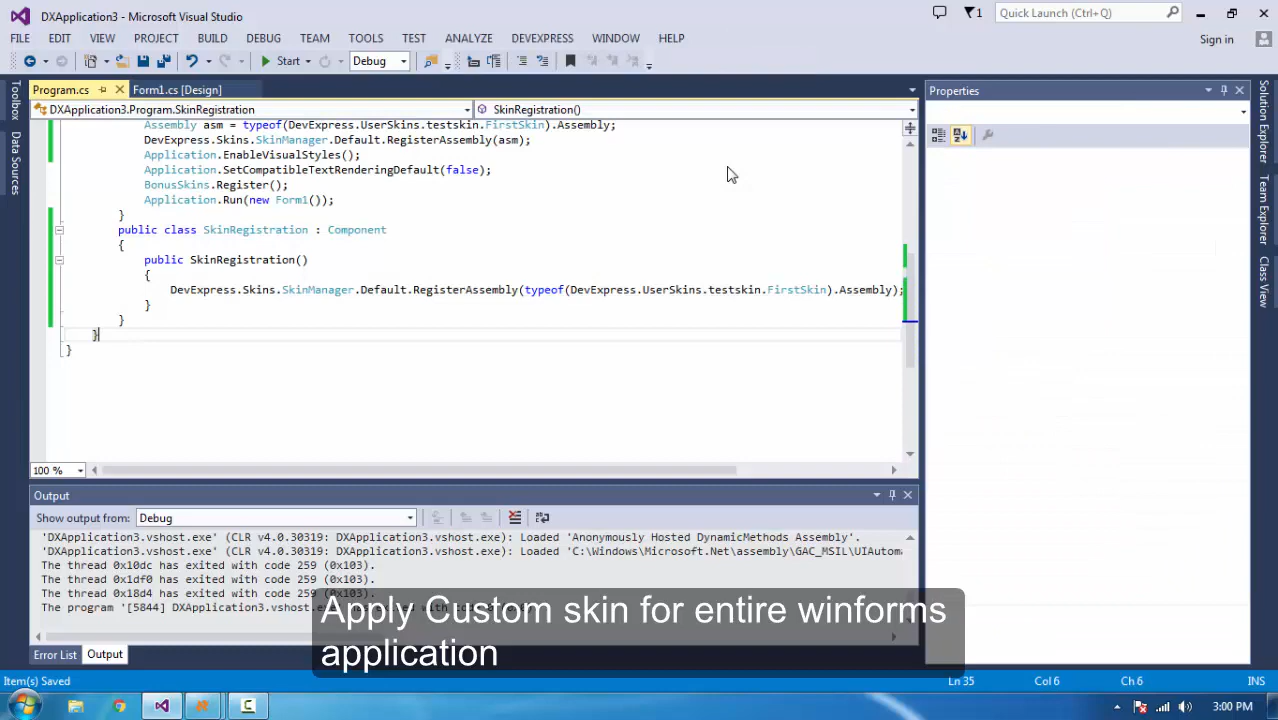 DXApplication3 - Microsoft Visual Studio
1
Quick Launch (Ctrl+Q)
FILE EDIT VIEW PROJECT BUILD DEBUG TEAM TOOLS TEST ANALYZE DEVEXPRESS WINDOW HELP
Sign in
Start Debug
Toolbox
Data Sources
Program.cs Form1.cs [Design]
DXApplication3.Program.SkinRegistration SkinRegistration()
Assembly asm = typeof(DevExpress.UserSkins.testskin.FirstSkin).Assembly;
DevExpress.Skins.SkinManager.Default.RegisterAssembly(asm);
Application.EnableVisualStyles();
Application.SetCompatibleTextRenderingDefault(false);
BonusSkins.Register();
Application.Run(new Form1());
}
public class SkinRegistration : Component
{
public SkinRegistration()
{
DevExpress.Skins.SkinManager.Default.RegisterAssembly(typeof(DevExpress.UserSkins.testskin.FirstSkin).Assembly);
}
}
}
}
100 %
Properties
Solution Explorer
Team Explorer
Class View
Output
Show output from: Debug
'DXApplication3.vshost.exe' (CLR v4.0.30319: DXApplication3.vshost.exe): Loaded 'Anonymously Hosted DynamicMethods Assembly'.
'DXApplication3.vshost.exe' (CLR v4.0.30319: DXApplication3.vshost.exe): Loaded 'C:\Windows\Microsoft.Net\assembly\GAC_MSIL\UIAutom
The thread 0x10dc has exited with code 259 (0x103).
The thread 0x1df0 has exited with code 259 (0x103).
The thread 0x18d4 has exited with code 259 (0x103).
The program '[5844] DXApplication3.vshost.exe' has exited with code
Apply Custom skin for entire winforms
application
Error List Output
Item(s) Saved Ln 35 Col 6 Ch 6 INS
3:00 PM